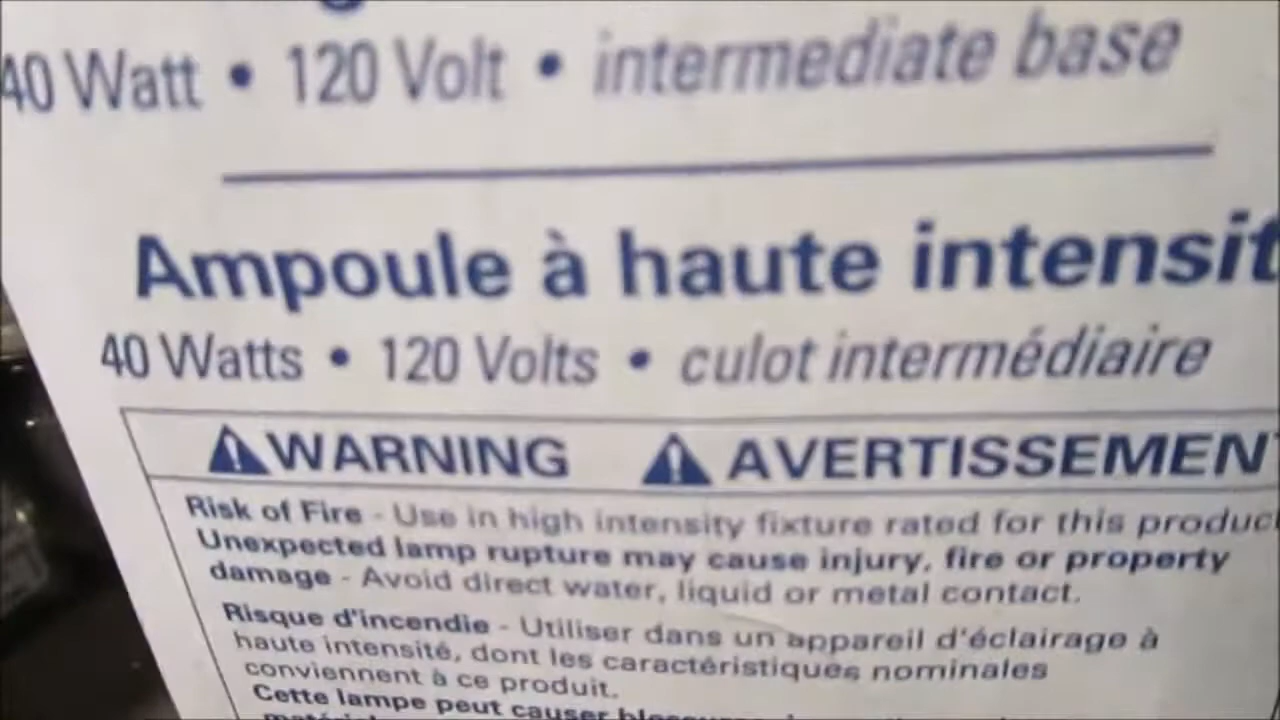 40 Watt • 120 Volt • intermediate base
Ampoule à haute intensit
40 Watts • 120 Volts • culot intermédiaire
WARNING AVERTISSEMENT
Risk of Fire - Use in high intensity fixture rated for this produc
Unexpected lamp rupture may cause injury, fire or property
damage - Avoid direct water, liquid or metal contact.
Risque d'incendie - Utiliser dans un appareil d'éclairage à
haute intensité, dont les caractéristiques nominales
conviennent à ce produit.
Cette lampe peut causer